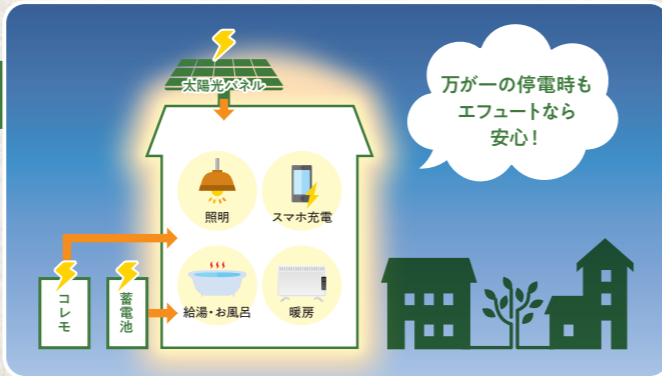 太陽光パネル
万が一の停電時も
エフュートなら
安心！
照明
スマホ充電
給湯・お風呂
暖房
コレモ
蓄電池